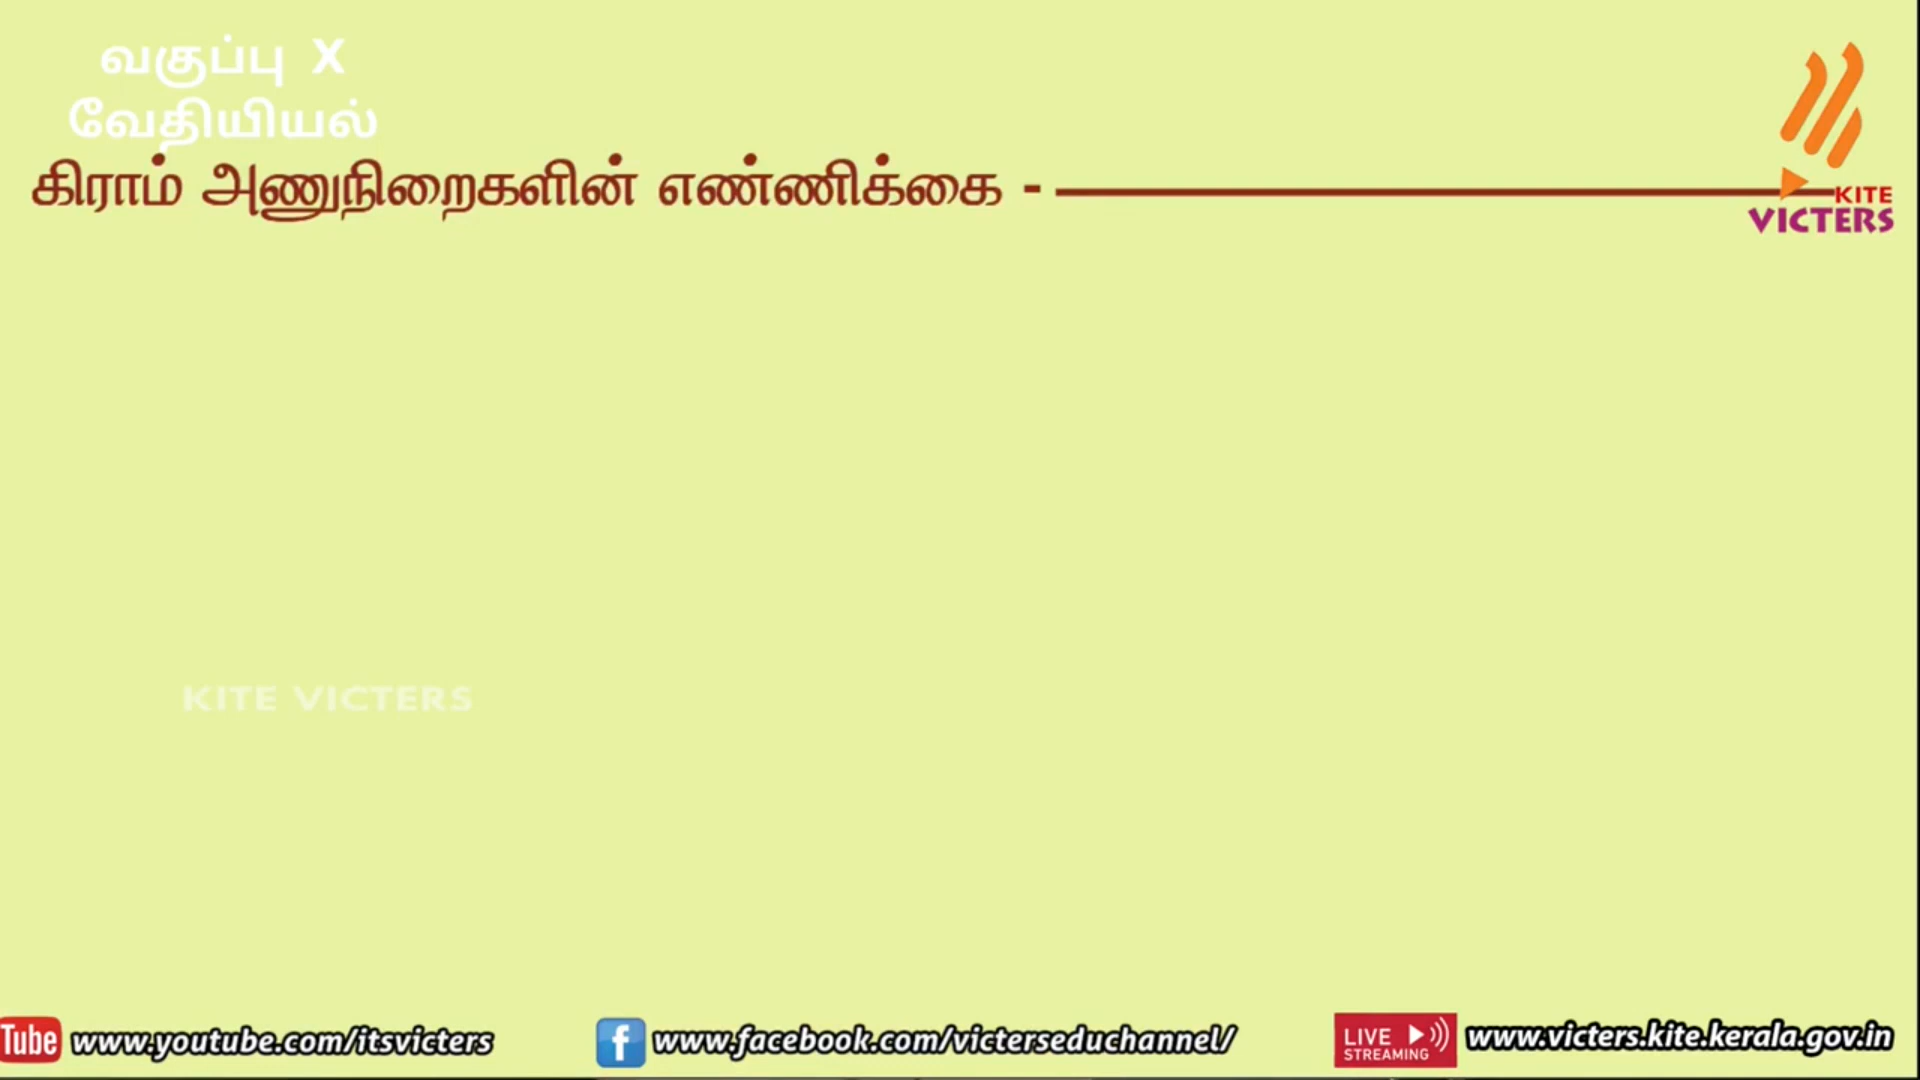 வகுப்பு X
வேதியியல்
கிராம் அணுநிறைகளின் எண்ணிக்கை -
KITE
VICTERS
KITE VICTERS
Tube www.youtube.com/itsvicters
f www.facebook.com/victerseduchannel/
LIVE
STREAMING
www.victers.kite.kerala.gov.in